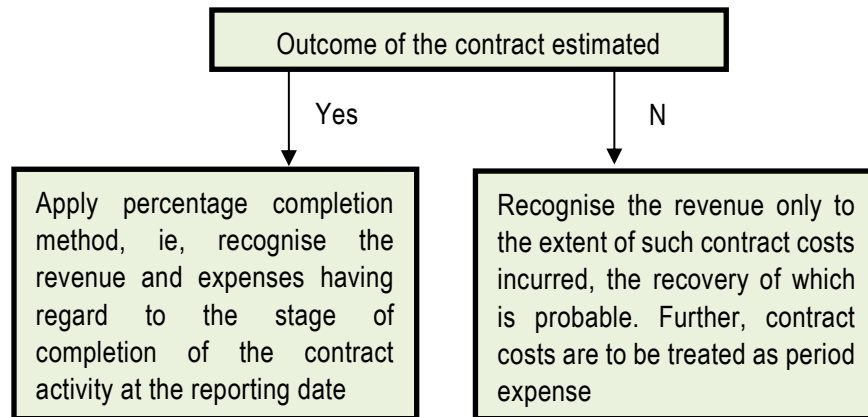 Outcome of the contract estimated
Yes
N
Apply percentage completion
method, ie, recognise the
revenue and expenses having
regard to the stage of
completion of the contract
activity at the reporting date
Recognise the revenue only to
the extent of such contract costs
incurred, the recovery of which
is probable. Further, contract
costs are to be treated as period
expense